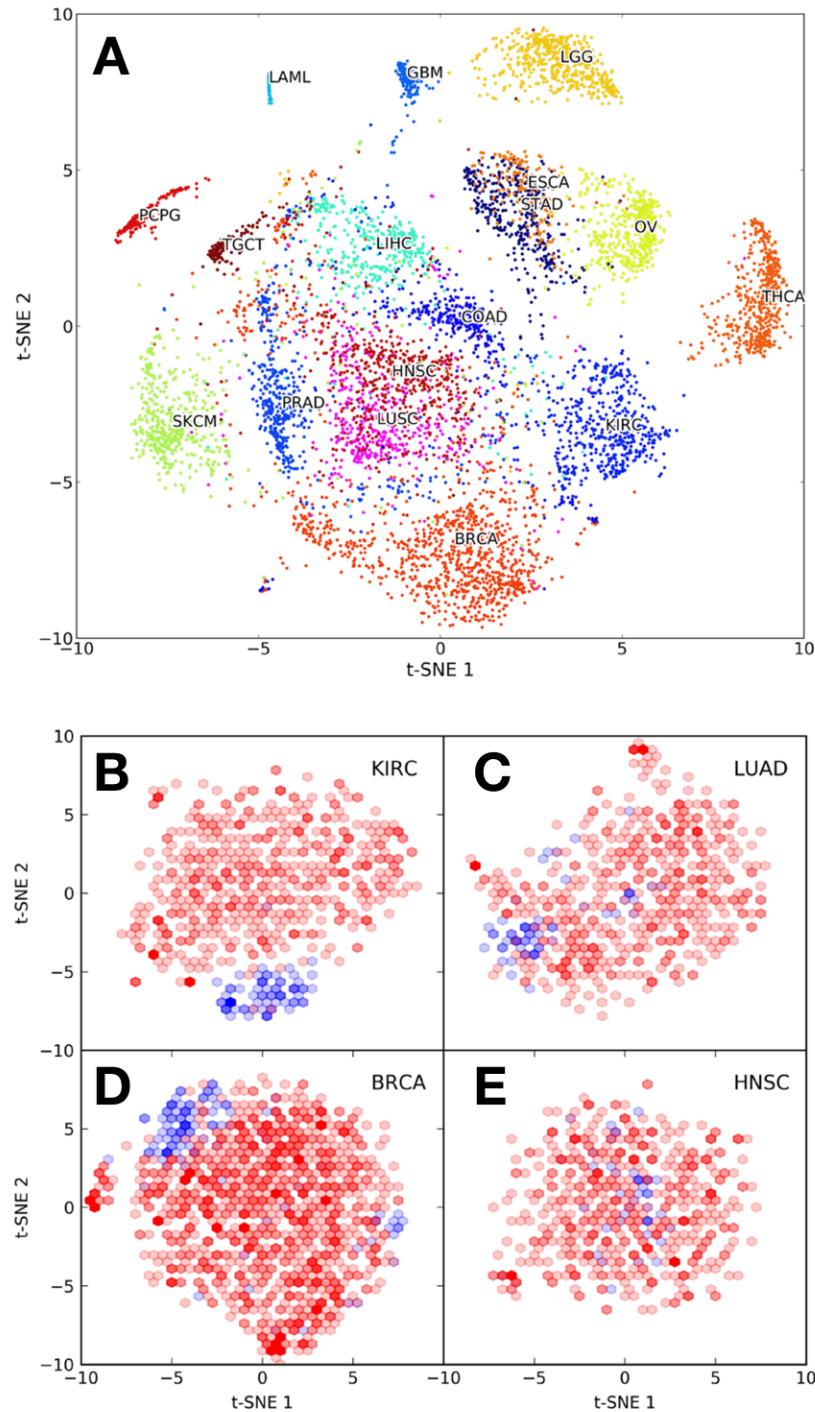 A
10
LAML
GBM
LGG
5
PCPG
TGCT
LIHC
ESCA
STAD
OV
THCA
t-SNE 2
0
COAD
HNSC
LUSC
PRAD
SKCM
KIRC
−5
BRCA
−10
−10 −5 0 5 10
t-SNE 1
B KIRC
C LUAD
10
5
t-SNE 2
0
−5
−10
D BRCA
E HNSC
5
t-SNE 2
0
−5
−10
−10 −5 0 5 −10 −5 0 5 10
t-SNE 1 t-SNE 1